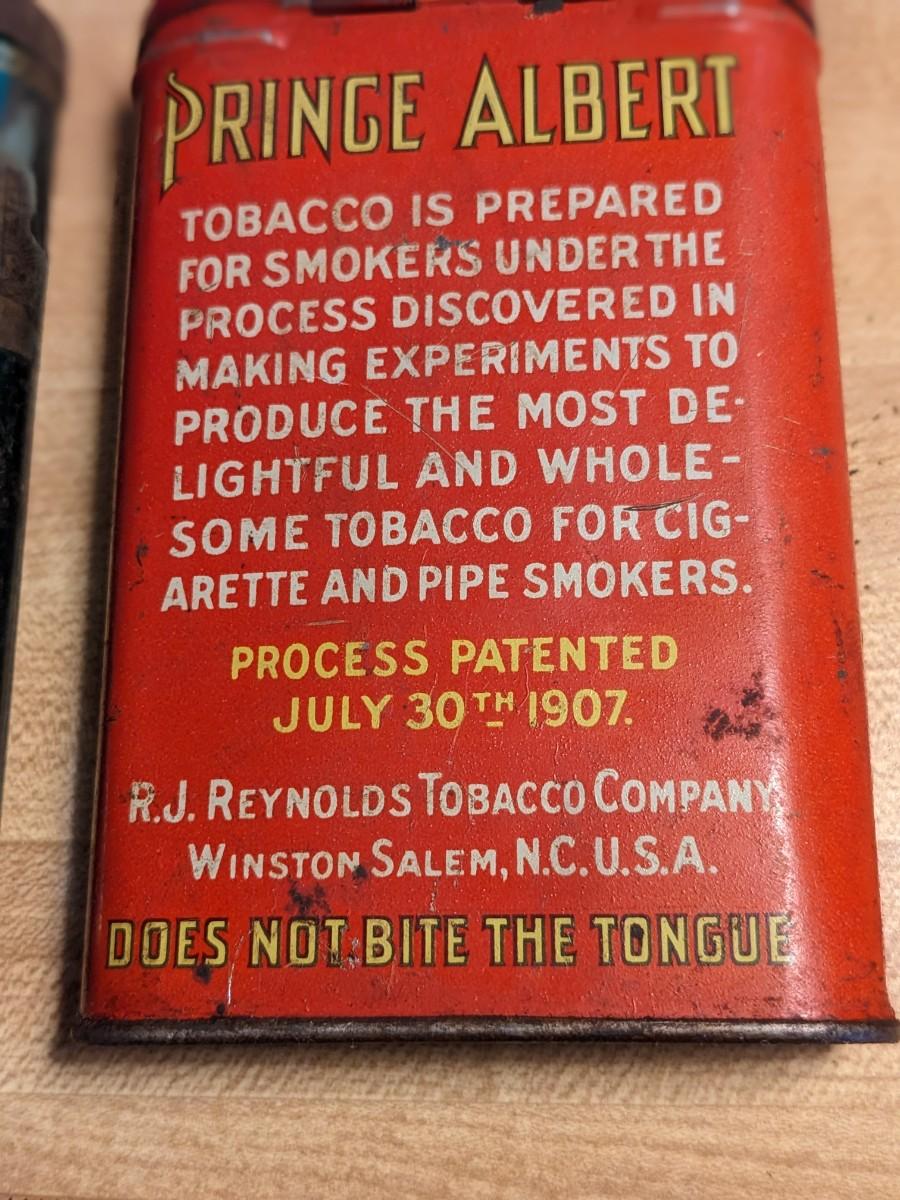 PRINCE ALBERT
TOBACCO IS PREPARED
FOR SMOKERS UNDER THE
PROCESS DISCOVERED IN
MAKING EXPERIMENTS TO
PRODUCE THE MOST DE-
LIGHTFUL AND WHOLE-
SOME TOBACCO FOR CIG-
ARETTE AND PIPE SMOKERS.
PROCESS PATENTED
JULY 30TH 1907.
R.J. REYNOLDS TOBACCO COMPANY
WINSTON SALEM, N.C. U.S.A.
DOES NOT BITE THE TONGUE